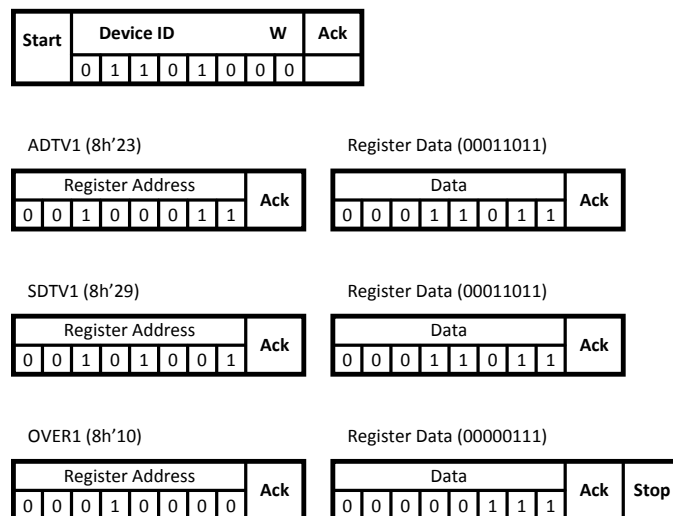 Start Device ID W Ack
0 1 1 0 1 0 0 0
ADTV1 (8h’23) Register Data (00011011)
Register Address Ack Data Ack
0 0 1 0 0 0 1 1 0 0 0 1 1 0 1 1
SDTV1 (8h’29) Register Data (00011011)
Register Address Ack Data Ack
0 0 1 0 1 0 0 1 0 0 0 1 1 0 1 1
OVER1 (8h’10) Register Data (00000111)
Register Address Ack Data Ack Stop
0 0 0 1 0 0 0 0 0 0 0 0 0 1 1 1